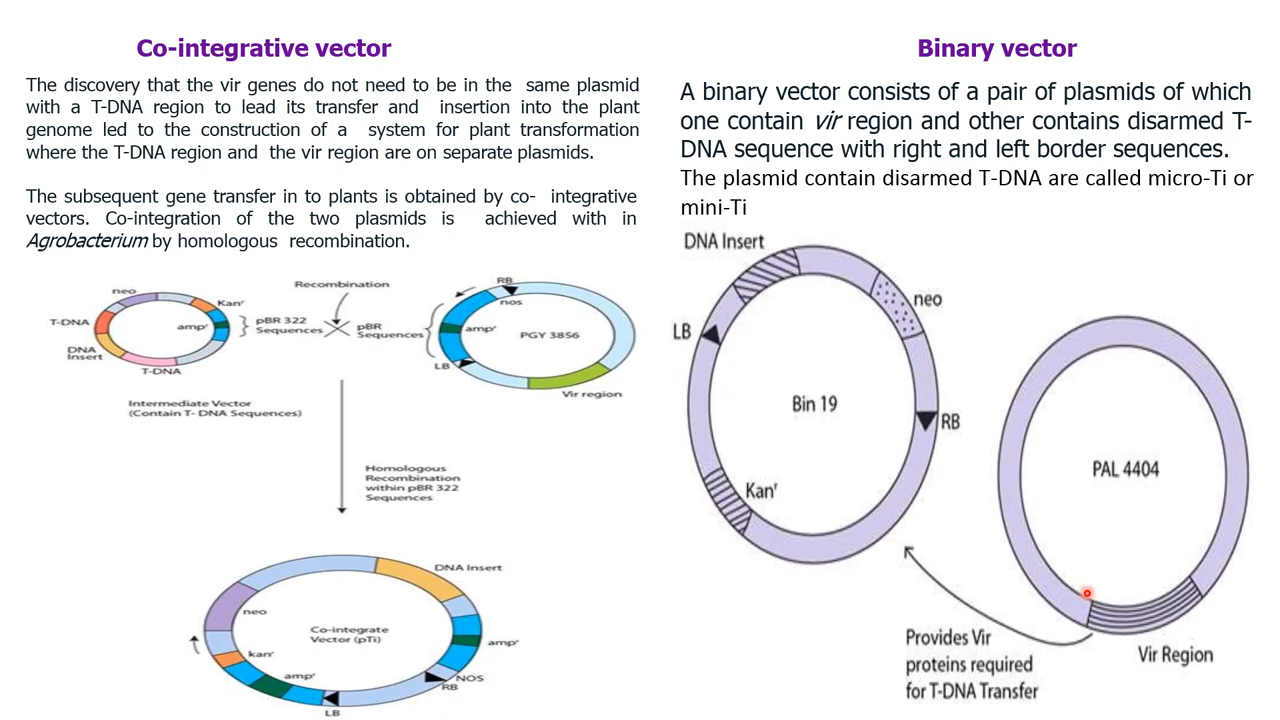 Co-integrative vector
The discovery that the vir genes do not need to be in the same plasmid
with a T-DNA region to lead its transfer and insertion into the plant
genome led to the construction of a system for plant transformation
where the T-DNA region and the vir region are on separate plasmids.
The subsequent gene transfer in to plants is obtained by co- integrative
vectors. Co-integration of the two plasmids is achieved with in
Agrobacterium by homologous recombination.
neo
Kanʳ
T-DNA
ampʳ
DNA
Insert
T-DNA
pBR 322
Sequences
Recombination
pBR
Sequences
RB
nos
ampʳ
PGY 3856
LB
Vir region
Intermediate Vector
(Contain T- DNA Sequences)
Homologous
Recombination
within pBR 322
Sequences
DNA Insert
neo
Co-integrate
Vector (pTi)
ampʳ
kanʳ
ampʳ
NOS
RB
LB
Binary vector
A binary vector consists of a pair of plasmids of which
one contain vir region and other contains disarmed T-
DNA sequence with right and left border sequences.
The plasmid contain disarmed T-DNA are called micro-Ti or
mini-Ti
DNA Insert
neo
LB
Bin 19
RB
Kanʳ
PAL 4404
Provides Vir
proteins required
for T-DNA Transfer
Vir Region